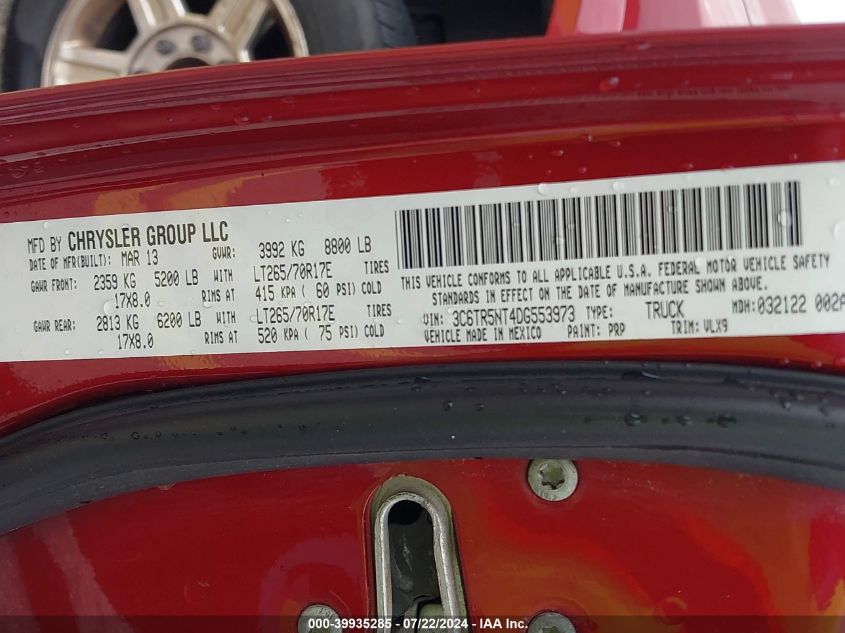 MFD BY CHRYSLER GROUP LLC
DATE OF MFR(BUILT): MAR 13 GVWR: 3992 KG 8800 LB
GAWR FRONT: 2359 KG 5200 LB WITH LT265/70R17E TIRES
17X8.0 RIMS AT 415 KPA ( 60 PSI) COLD
GAWR REAR: 2813 KG 6200 LB WITH LT265/70R17E TIRES
17X8.0 RIMS AT 520 KPA ( 75 PSI) COLD
THIS VEHICLE CONFORMS TO ALL APPLICABLE U.S.A. FEDERAL MOTOR VEHICLE SAFETY
STANDARDS IN EFFECT ON THE DATE OF MANUFACTURE SHOWN ABOVE.
VIN: 3C6TR5NT4DG553973 TYPE: TRUCK MDH: 032122 002A
VEHICLE MADE IN MEXICO PAINT: PRP TRIM: VLX9
000-39935285 - 07/22/2024 - IAA Inc.